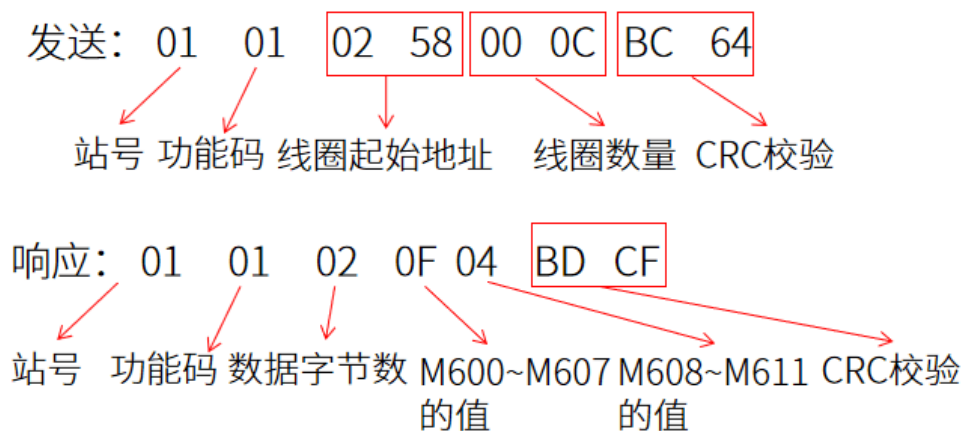 发送： 01 01 02 58 00 0C BC 64
站号 功能码 线圈起始地址 线圈数量 CRC校验
响应： 01 01 02 0F 04 BD CF
站号 功能码 数据字节数 M600~M607 M608~M611 CRC校验
的值 的值